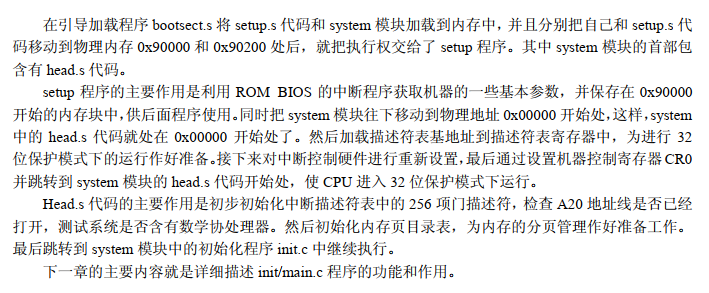 在引导加载程序 bootsect.s 将 setup.s 代码和 system 模块加载到内存中，并且分别把自己和 setup.s 代
码移动到物理内存 0x90000 和 0x90200 处后，就把执行权交给了 setup 程序。其中 system 模块的首部包
含有 head.s 代码。
setup 程序的主要作用是利用 ROM BIOS 的中断程序获取机器的一些基本参数，并保存在 0x90000
开始的内存块中，供后面程序使用。同时把 system 模块往下移动到物理地址 0x00000 开始处，这样，system
中的 head.s 代码就处在 0x00000 开始处了。然后加载描述符表基地址到描述符表寄存器中，为进行 32
位保护模式下的运行作好准备。接下来对中断控制硬件进行重新设置，最后通过设置机器控制寄存器 CR0
并跳转到 system 模块的 head.s 代码开始处，使 CPU 进入 32 位保护模式下运行。
Head.s 代码的主要作用是初步初始化中断描述符表中的 256 项门描述符，检查 A20 地址线是否已经
打开，测试系统是否含有数学协处理器。然后初始化内存页目录表，为内存的分页管理作好准备工作。
最后跳转到 system 模块中的初始化程序 init.c 中继续执行。
下一章的主要内容就是详细描述 init/main.c 程序的功能和作用。